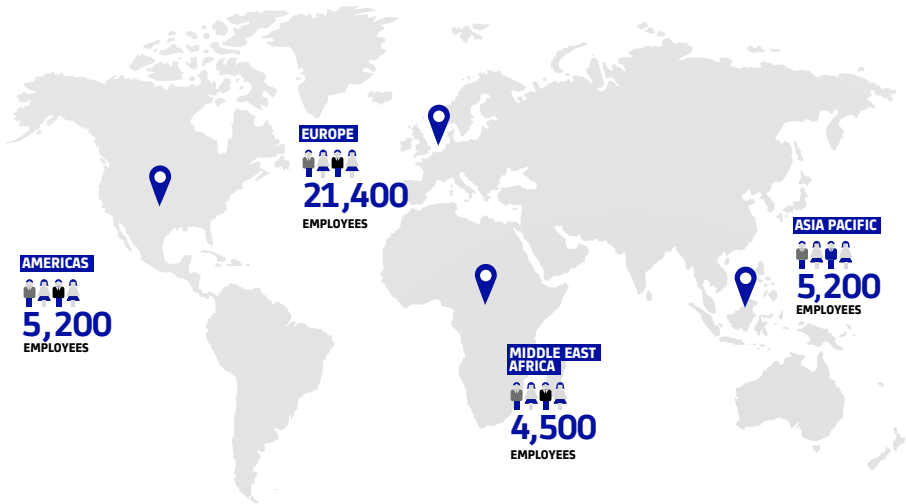 EUROPE
21,400
EMPLOYEES
AMERICAS
5,200
EMPLOYEES
MIDDLE EAST
AFRICA
4,500
EMPLOYEES
ASIA PACIFIC
5,200
EMPLOYEES